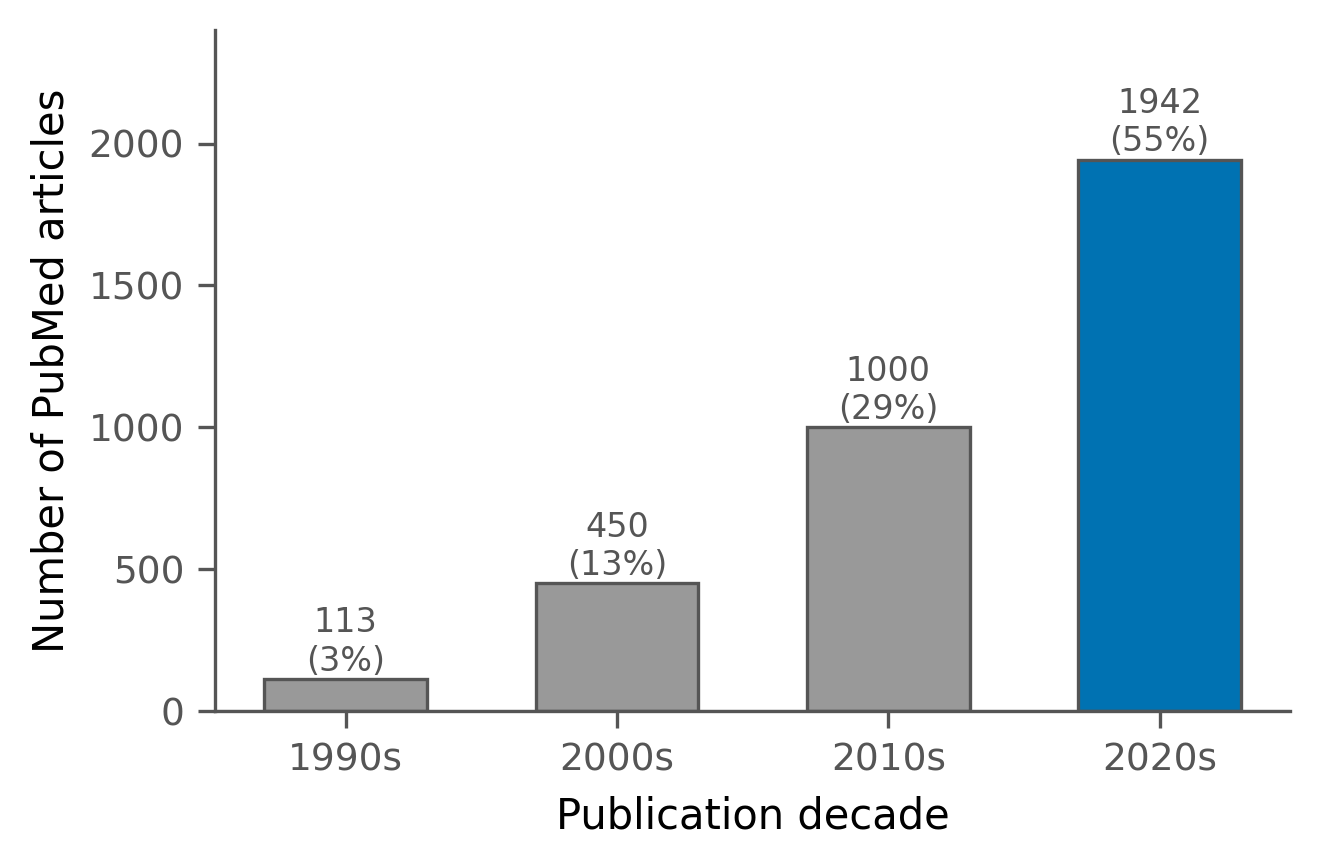 Number of PubMed articles
2000
1500
1000
500
0
113
(3%)
450
(13%)
1000
(29%)
1942
(55%)
1990s
2000s
2010s
2020s
Publication decade